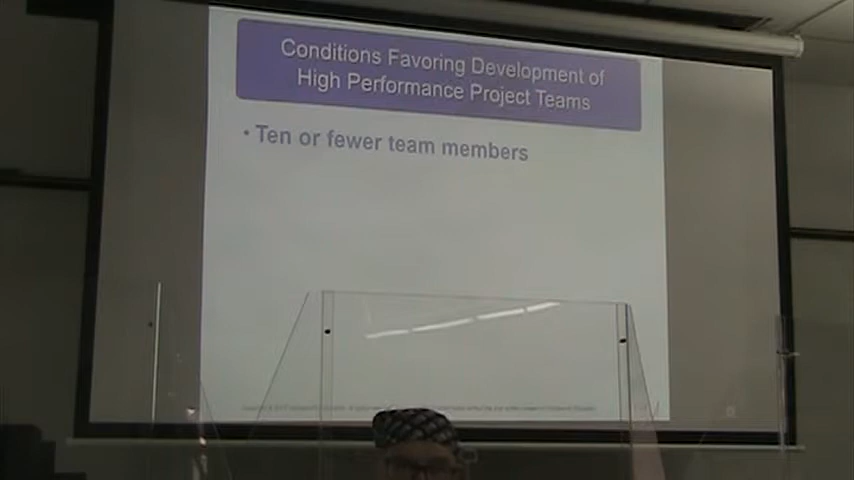 Conditions Favoring Development of
High Performance Project Teams
• Ten or fewer team members